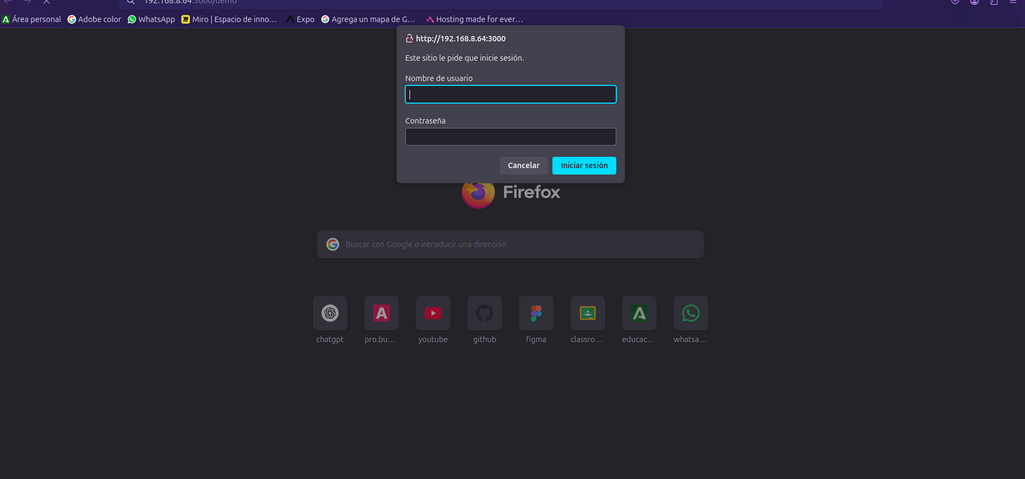 192.168.8.64:3000/demo
Área personal Adobe color WhatsApp Miro | Espacio de inno… Expo Agrega un mapa de G… Hosting made for ever…
http://192.168.8.64:3000
Este sitio le pide que inicie sesión.
Nombre de usuario
Contraseña
Cancelar Iniciar sesión
Firefox
Buscar con Google o introducir una dirección
chatgpt pro.bu… youtube github figma classro… educac… whatsa…